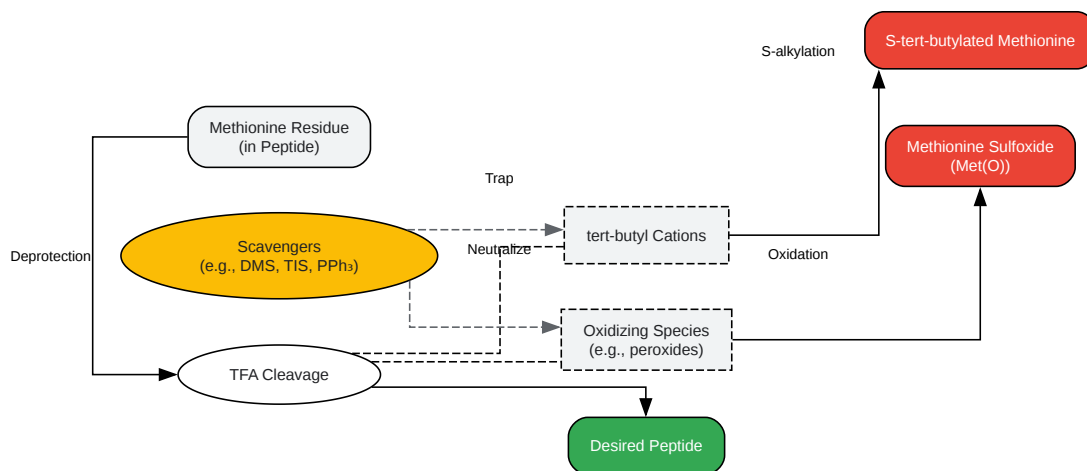 S-tert-butylated Methionine
S-alkylation
Methionine Residue
(in Peptide)
Methionine Sulfoxide
(Met(O))
Trap
Scavengers
(e.g., DMS, TIS, PPh₃)
tert-butyl Cations
Neutralize
Oxidation
Deprotection
Oxidizing Species
(e.g., peroxides)
TFA Cleavage
Desired Peptide